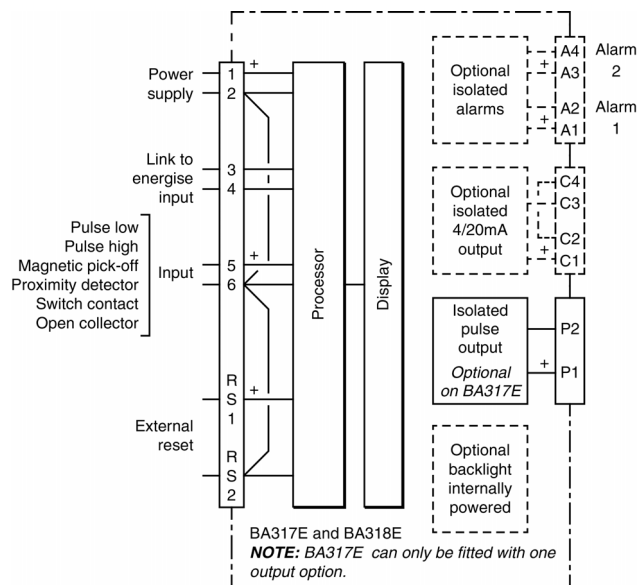 Power
supply
1
2
+
Link to
energise
input
3
4
Pulse low
Pulse high
Magnetic pick-off
Proximity detector
Switch contact
Open collector
Input
5
6
+
External
reset
R
S
1
+
R
S
2
Processor
Display
Optional
isolated
alarms
+
+
A4
A3
A2
A1
Alarm
2
Alarm
1
Optional
isolated
4/20mA
output
+
C4
C3
C2
C1
Isolated
pulse
output
Optional
on BA317E
+
P2
P1
Optional
backlight
internally
powered
BA317E and BA318E
NOTE: BA317E can only be fitted with one
output option.